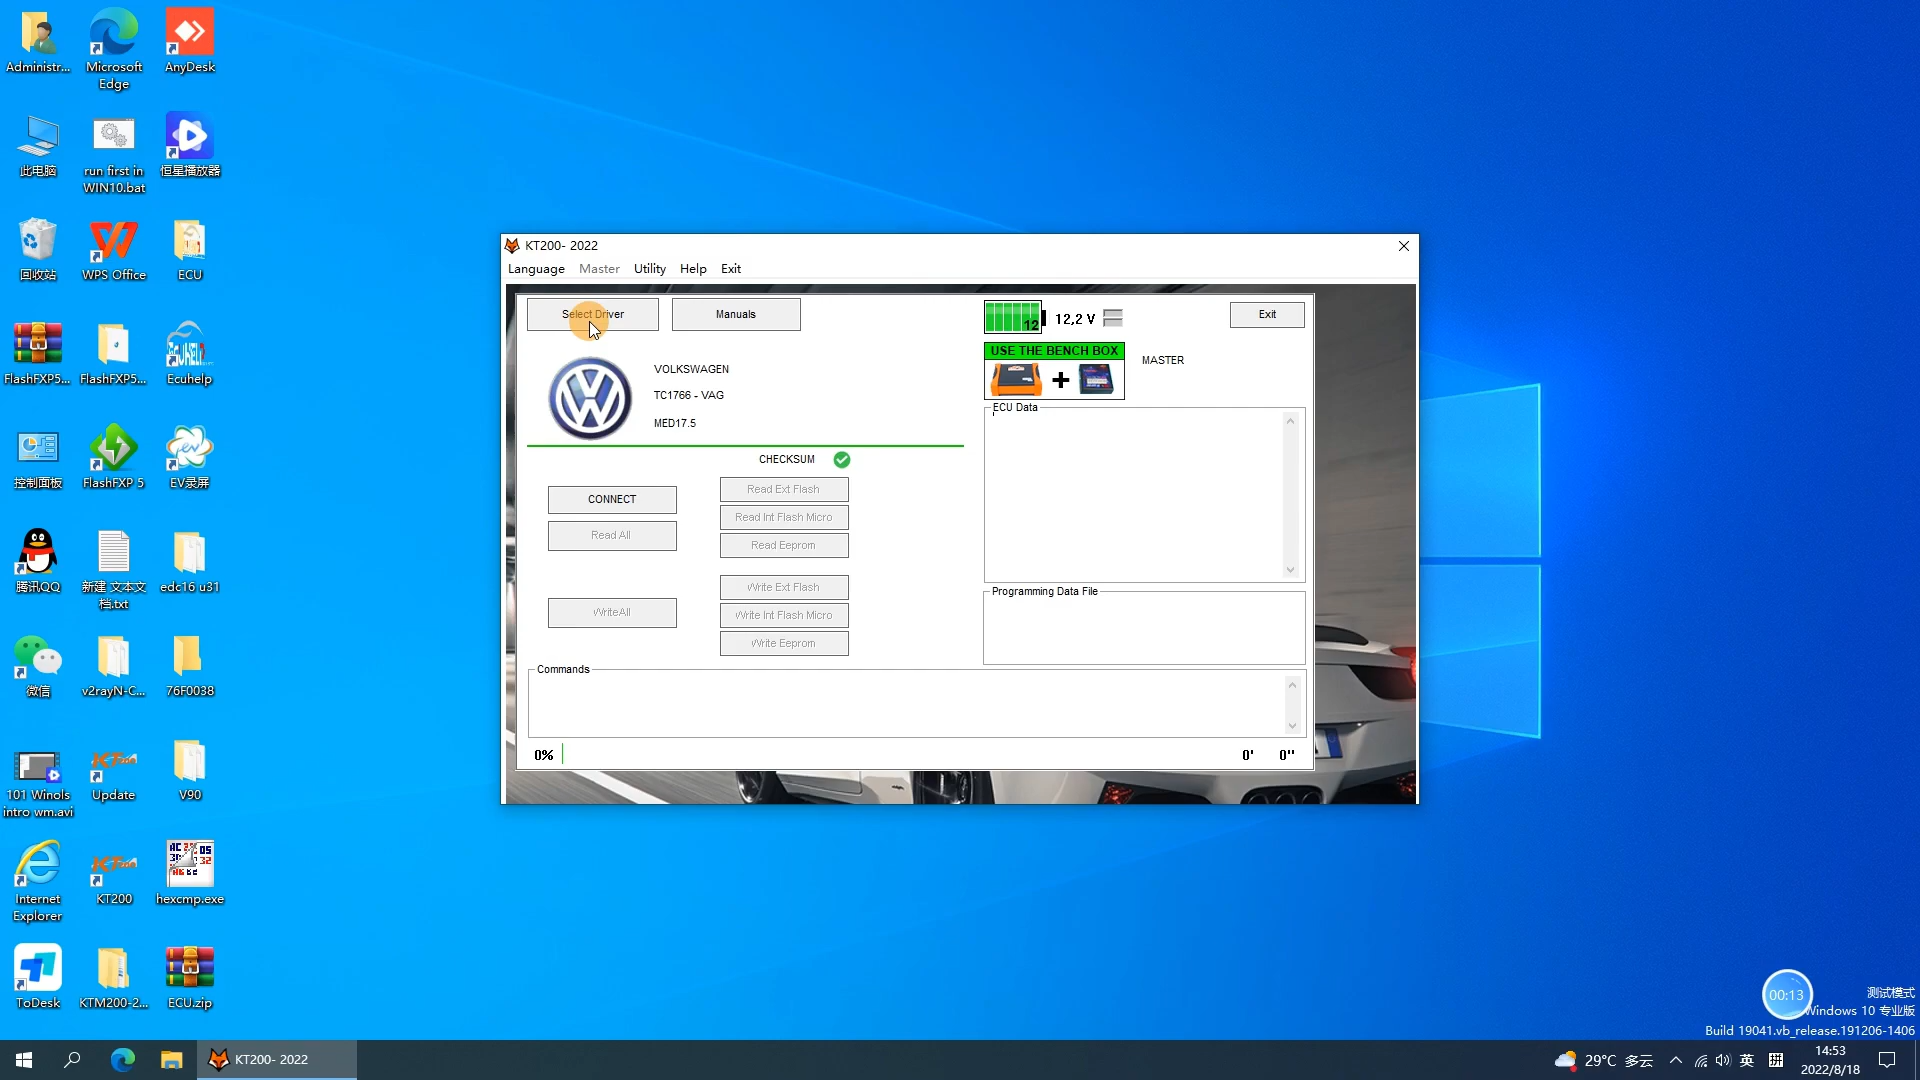 Administr...
Microsoft
Edge
AnyDesk
此电脑
run first in
WIN10.bat
恒星播放器
回收站
WPS Office
ECU
FlashFXP5...
FlashFXP5...
Ecuhelp
控制面板
FlashFXP 5
EV录屏
腾讯QQ
新建 文本文
档.txt
edc16 u31
微信
v2rayN-C...
76F0038
101 Winols
intro wm.avi
Update
V90
Internet
Explorer
KT200
hexcmp.exe
ToDesk
KTM200-2...
ECU.zip
KT200- 2022
Language
Master
Utility
Help
Exit
Select Driver
Manuals
12
12,2 V
Exit
USE THE BENCH BOX
MASTER
VOLKSWAGEN
TC1766 - VAG
MED17.5
ECU Data
CHECKSUM
CONNECT
Read All
WriteAll
Read Ext Flash
Read Int Flash Micro
Read Eeprom
Write Ext Flash
Write Int Flash Micro
Write Eeprom
Programming Data File
Commands
0%
0'
0''
00:13
测试模式
Windows 10 专业版
Build 19041.vb_release.191206-1406
KT200- 2022
29°C 多云
英
拼
14:53
2022/8/18